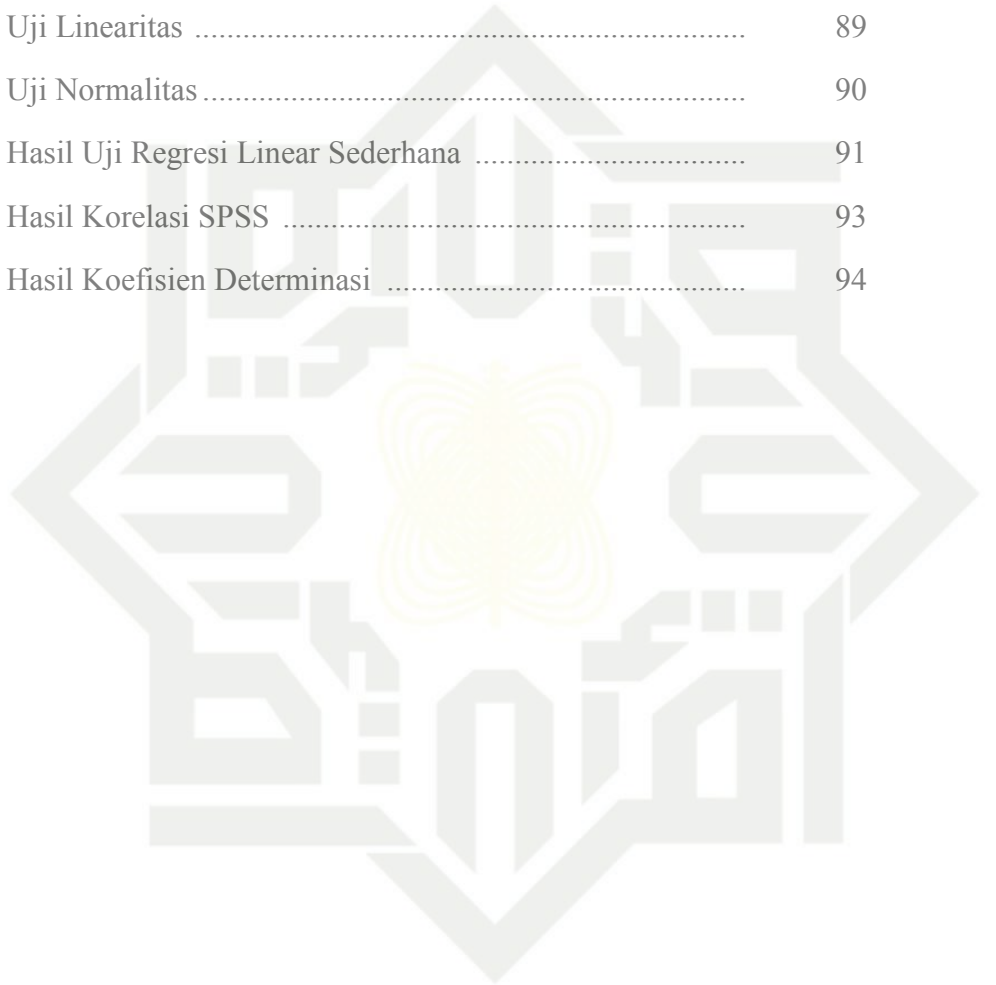 Uji Linearitas .................................................................... 89
Uji Normalitas ................................................................... 90
Hasil Uji Regresi Linear Sederhana ................................. 91
Hasil Korelasi SPSS ......................................................... 93
Hasil Koefisien Determinasi ............................................ 94